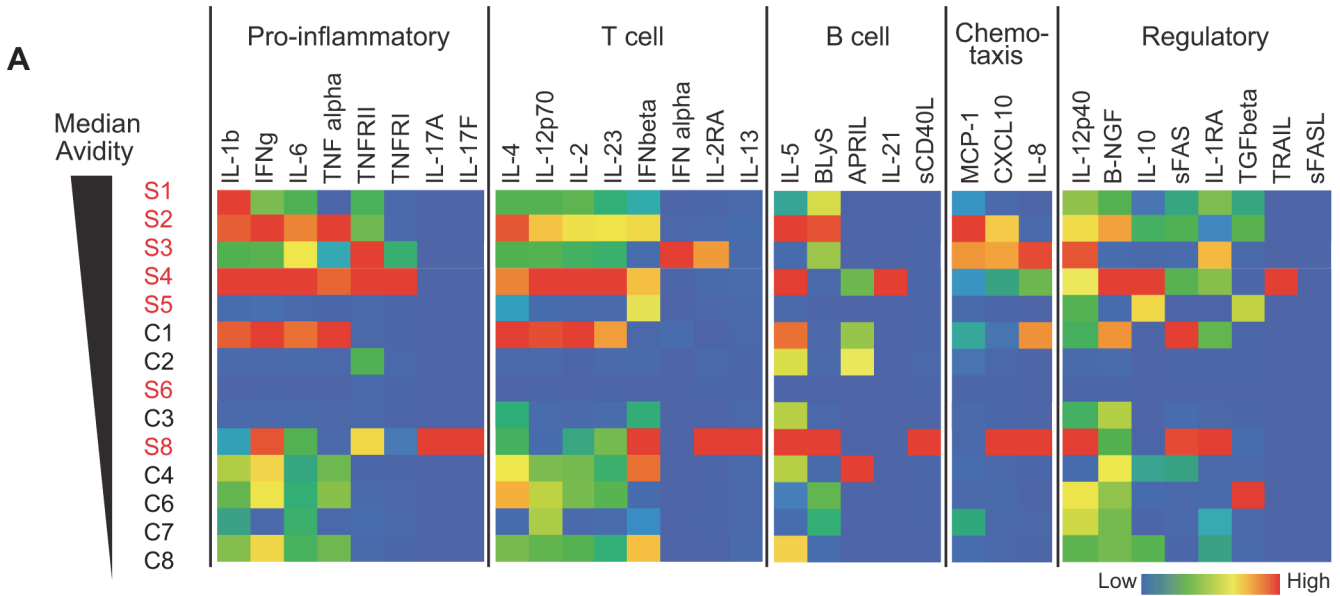 A
Median
Avidity
Pro-inflammatory
T cell
B cell
Chemo-
taxis
Regulatory
IL-1b
IFNg
IL-6
TNF alpha
TNFRII
TNFRI
IL-17A
IL-17F
IL-4
IL-12p70
IL-2
IL-23
IFNbeta
IFN alpha
IL-2RA
IL-13
IL-5
BLyS
APRIL
IL-21
sCD40L
MCP-1
CXCL10
IL-8
IL-12p40
B-NGF
IL-10
sFAS
IL-1RA
TGFbeta
TRAIL
sFASL
S1
S2
S3
S4
S5
C1
C2
S6
C3
S8
C4
C6
C7
C8
Low
High